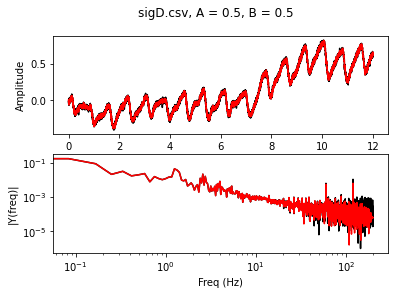 sigD.csv, A = 0.5, B = 0.5
Amplitude
0.5
0.0
0 2 4 6 8 10 12
|Y(freq)|
10⁻¹
10⁻³
10⁻⁵
10⁻¹ 10⁰ 10¹ 10²
Freq (Hz)